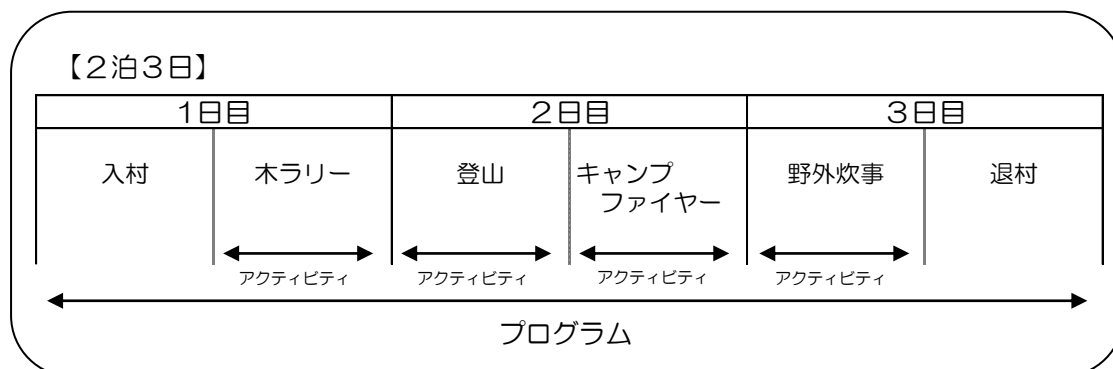 【２泊３日】
１日目 ２日目 ３日目
入村 木ラリー 登山 キャンプ 野外炊事 退村
ファイヤー
アクティビティ アクティビティ アクティビティ アクティビティ
プログラム